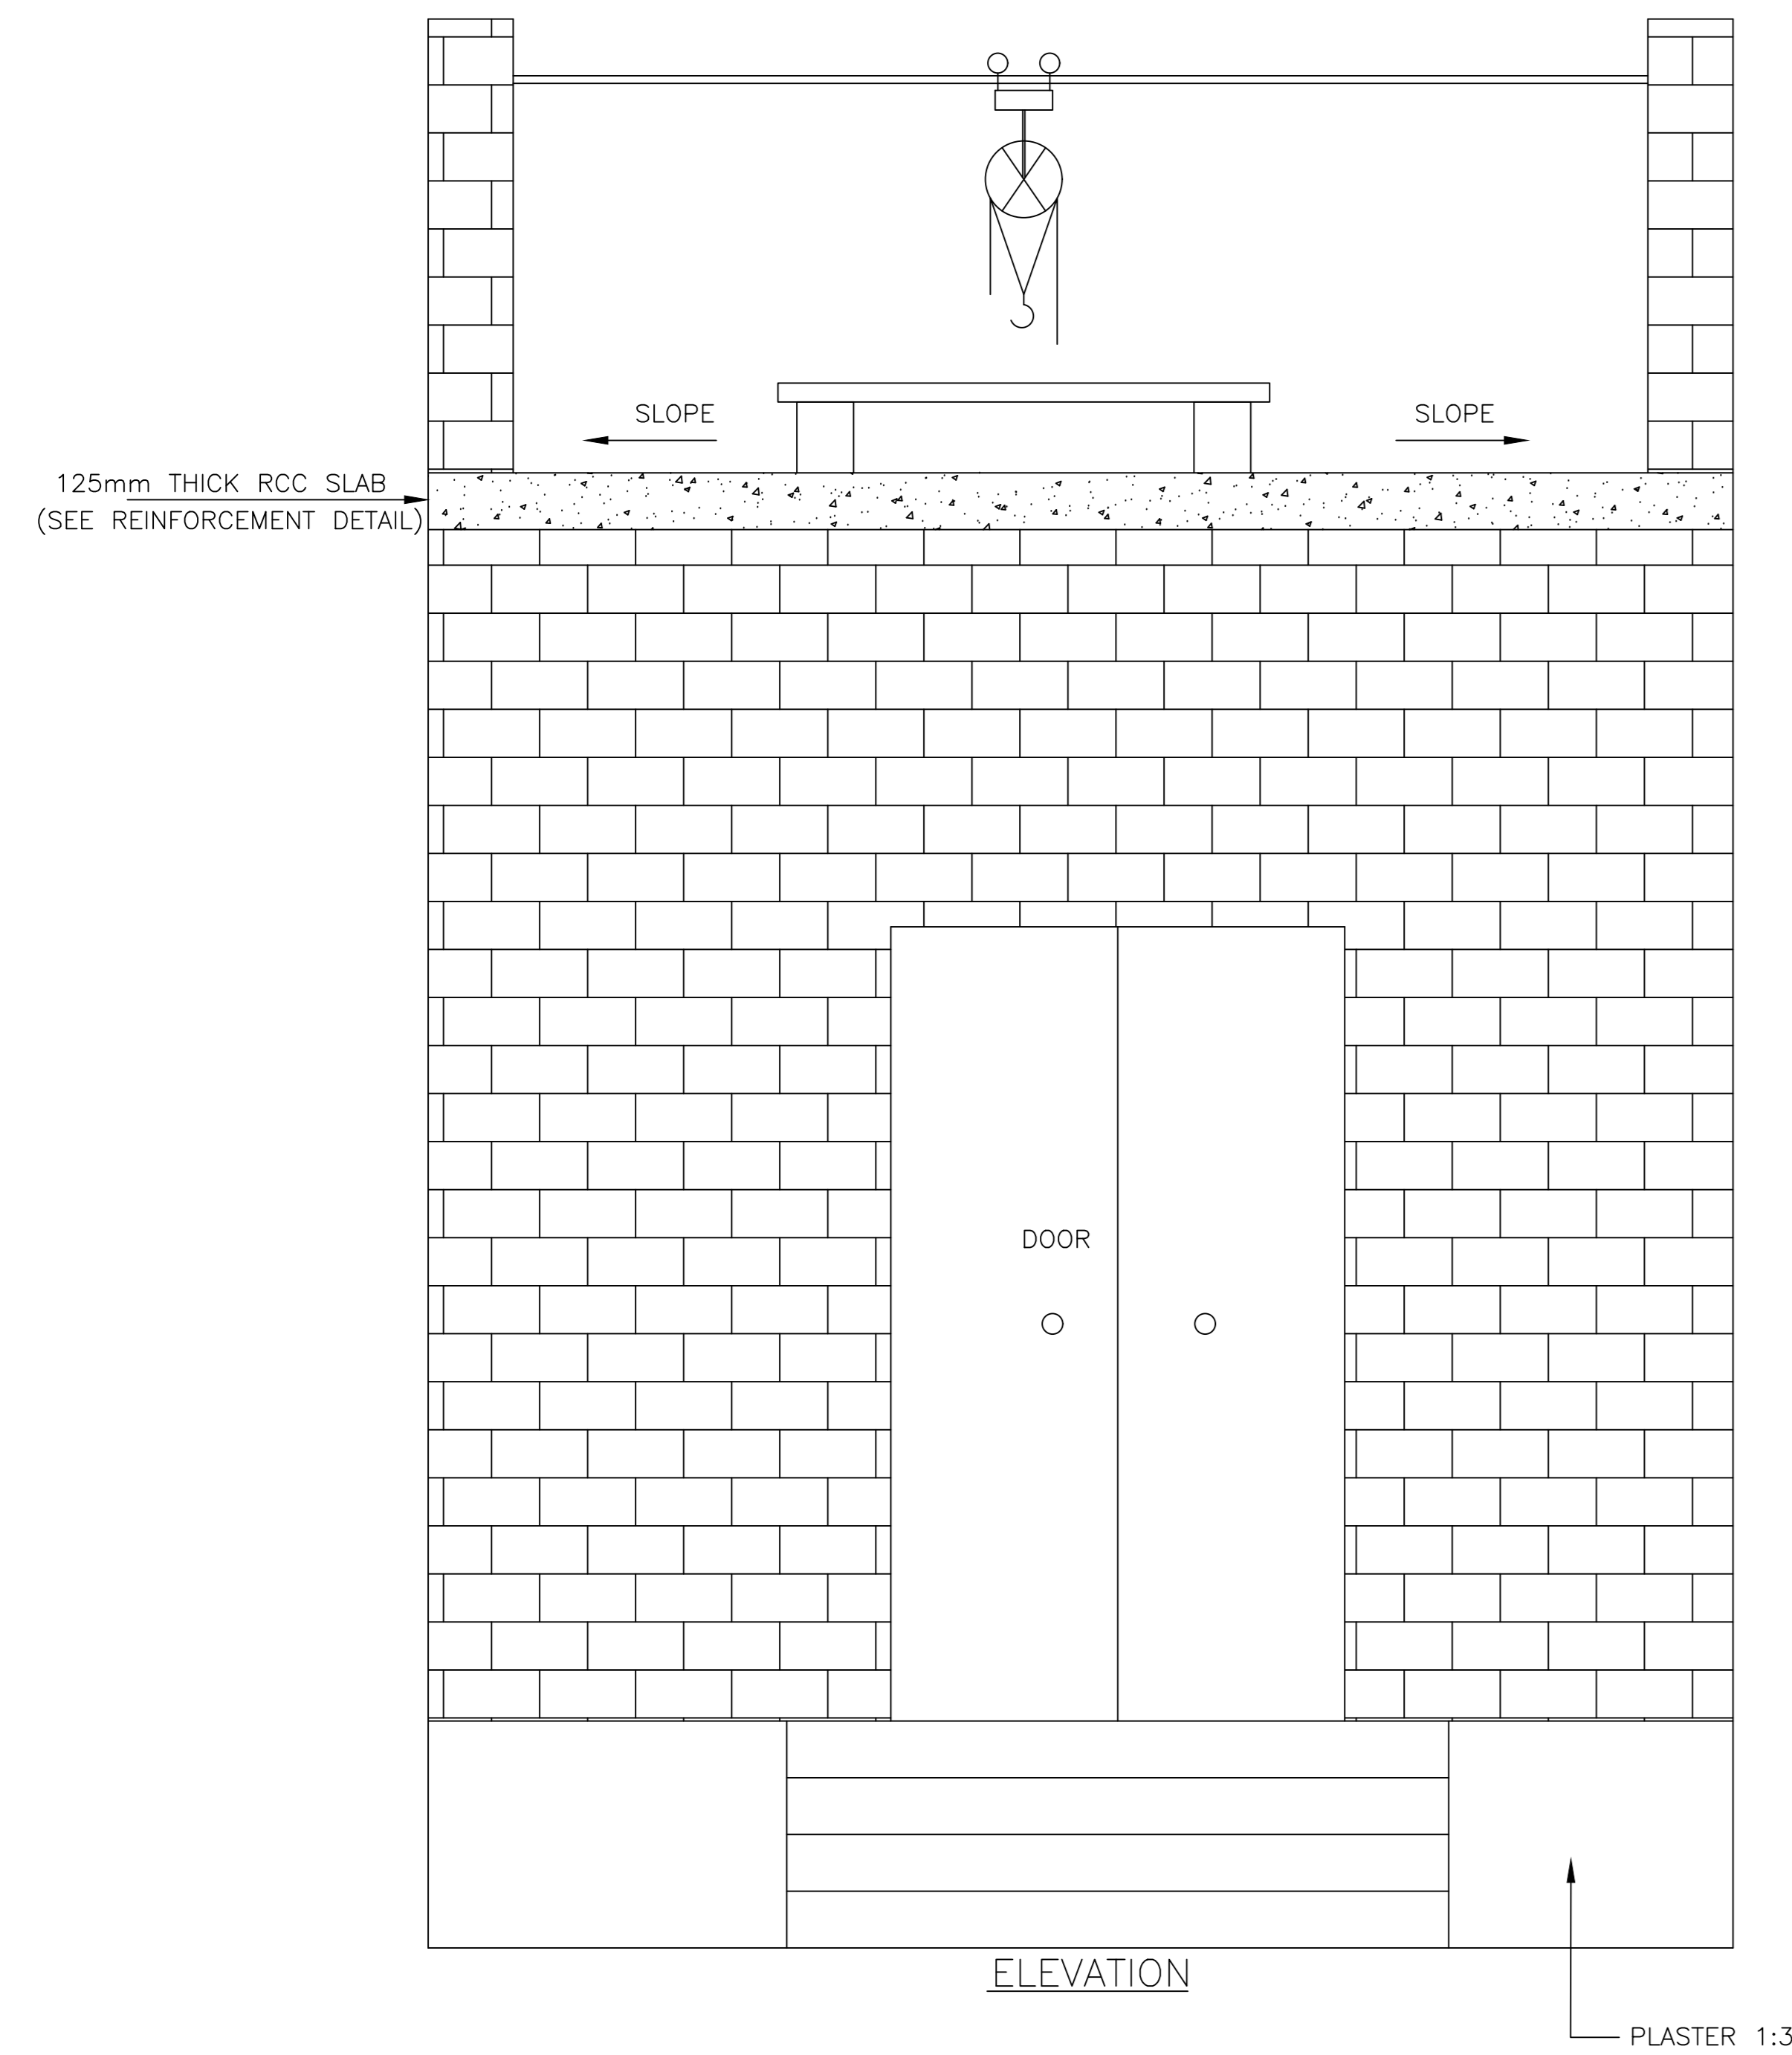 SLOPE
SLOPE
125mm THICK RCC SLAB
(SEE REINFORCEMENT DETAIL)
DOOR
ELEVATION
PLASTER 1:3